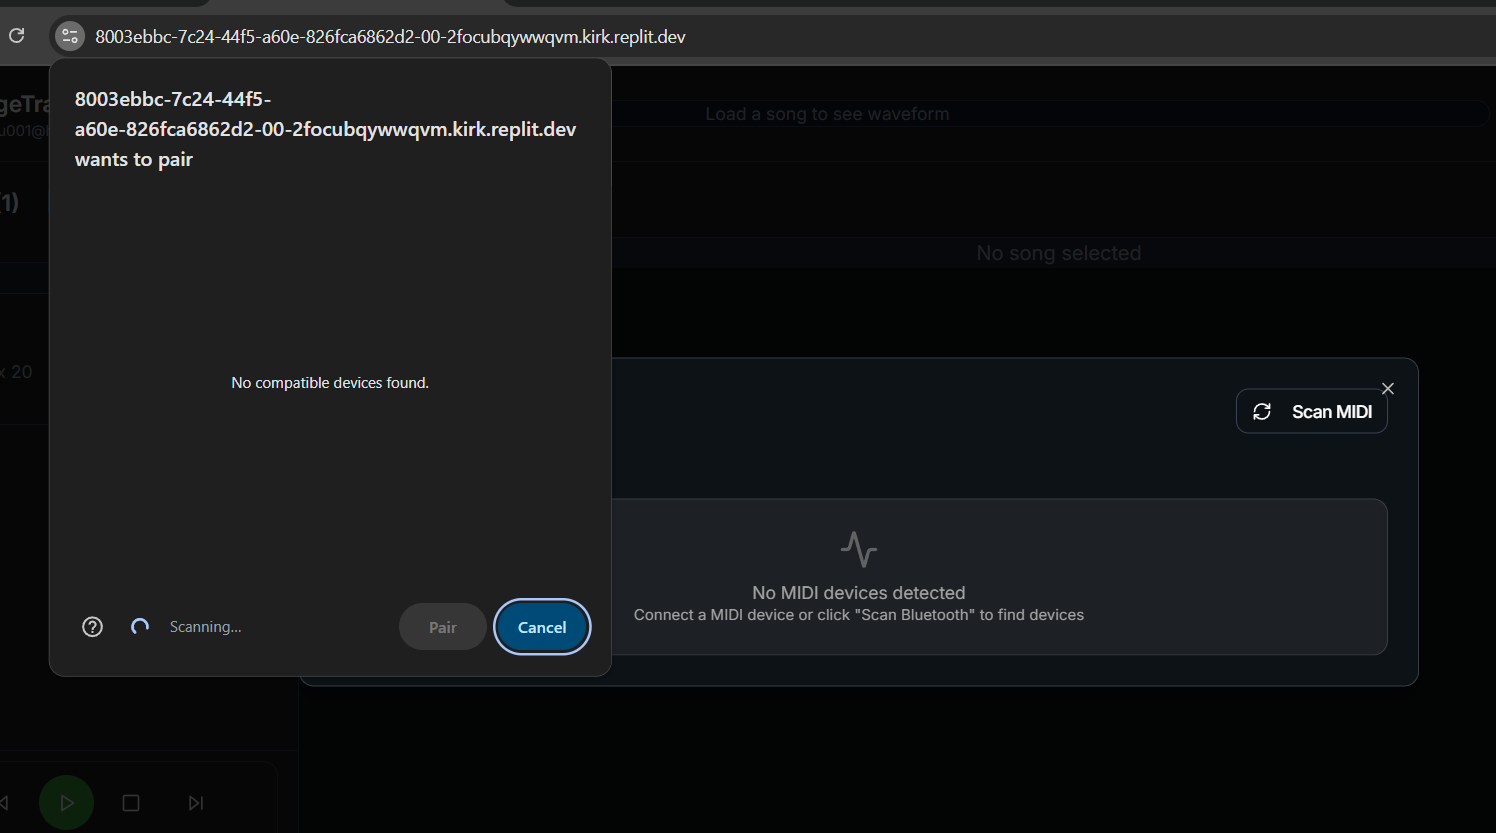 8003ebbc-7c24-44f5-a60e-826fca6862d2-00-2focubqywwqvm.kirk.replit.dev
8003ebbc-7c24-44f5-
a60e-826fca6862d2-00-2focubqywwqvm.kirk.replit.dev
wants to pair
geTra
u001@
Load a song to see waveform
(1)
No song selected
x 20
No compatible devices found.
Scan MIDI
No MIDI devices detected
Connect a MIDI device or click "Scan Bluetooth" to find devices
Scanning...
Pair
Cancel